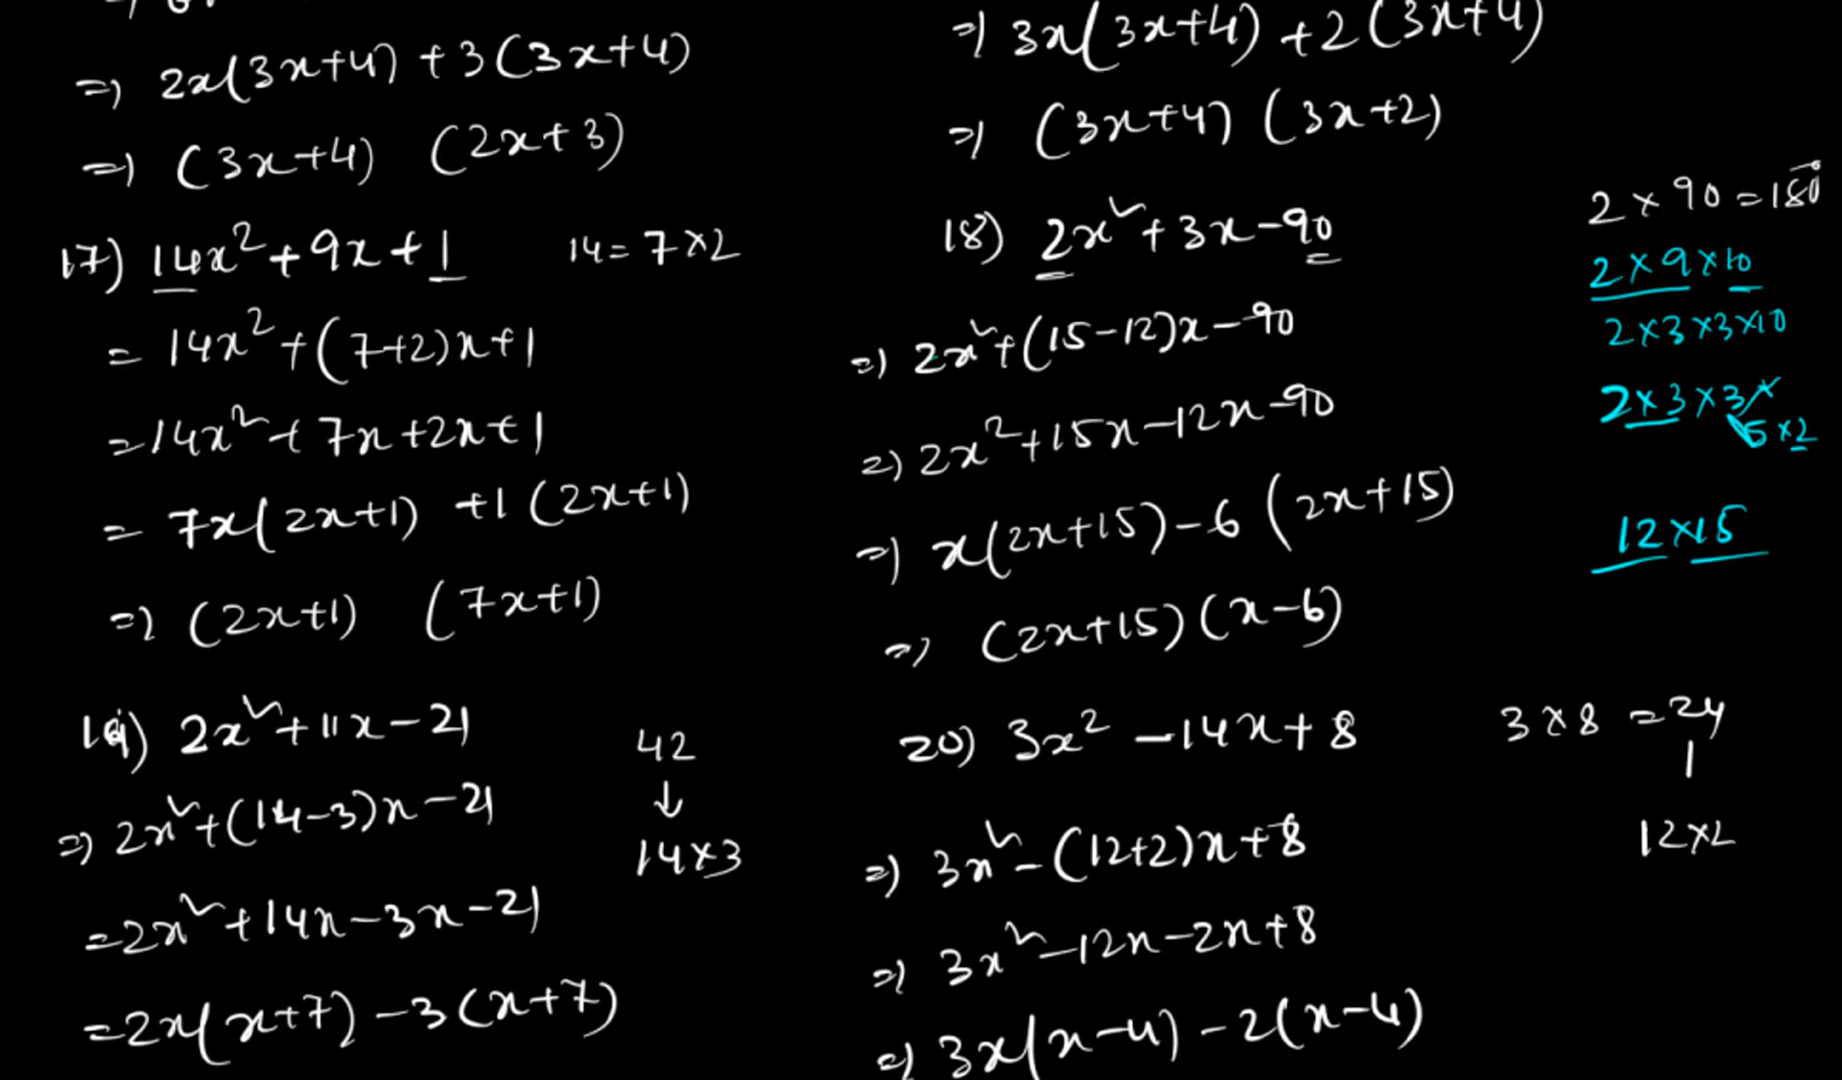 =) 2x(3x+4) + 3(3x+4)
=) (3x+4) (2x+3)
17) 14x² + 9x + 1    14 = 7×2
= 14x² + (7+2)x+1
= 14x² + 7x + 2x + 1
= 7x(2x+1) + 1(2x+1)
=) (2x+1) (7x+1)
19) 2x² + 11x - 21
=) 2x² + (14-3)x - 21
= 2x² + 14x - 3x - 21
= 2x(x+7) - 3(x+7)
42
↓
14×3
=) 3x(3x+4) + 2(3x+4)
=) (3x+4) (3x+2)
18) 2x² + 3x - 90
=) 2x² + (15-12)x - 90
=) 2x² + 15x - 12x - 90
=) x(2x+15) - 6(2x+15)
=) (2x+15) (x-6)
2 × 90 = 180
2 × 9 × 10
2 × 3 × 3 × 10
2 × 3 × 3 ×
5 × 2
12 × 15
20) 3x² - 14x + 8
=) 3x² - (12+2)x + 8
=) 3x² - 12x - 2x + 8
=) 3x(x-4) - 2(x-4)
3 × 8 = 24
12×2